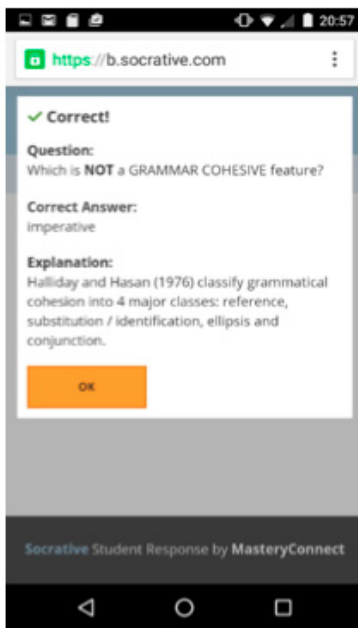 20:57
https://b.socrative.com
✓ Correct!
Question:
Which is NOT a GRAMMAR COHESIVE feature?
Correct Answer:
imperative
Explanation:
Halliday and Hasan (1976) classify grammatical
cohesion into 4 major classes: reference,
substitution / identification, ellipsis and
conjunction.
OK
Socrative Student Response by MasteryConnect